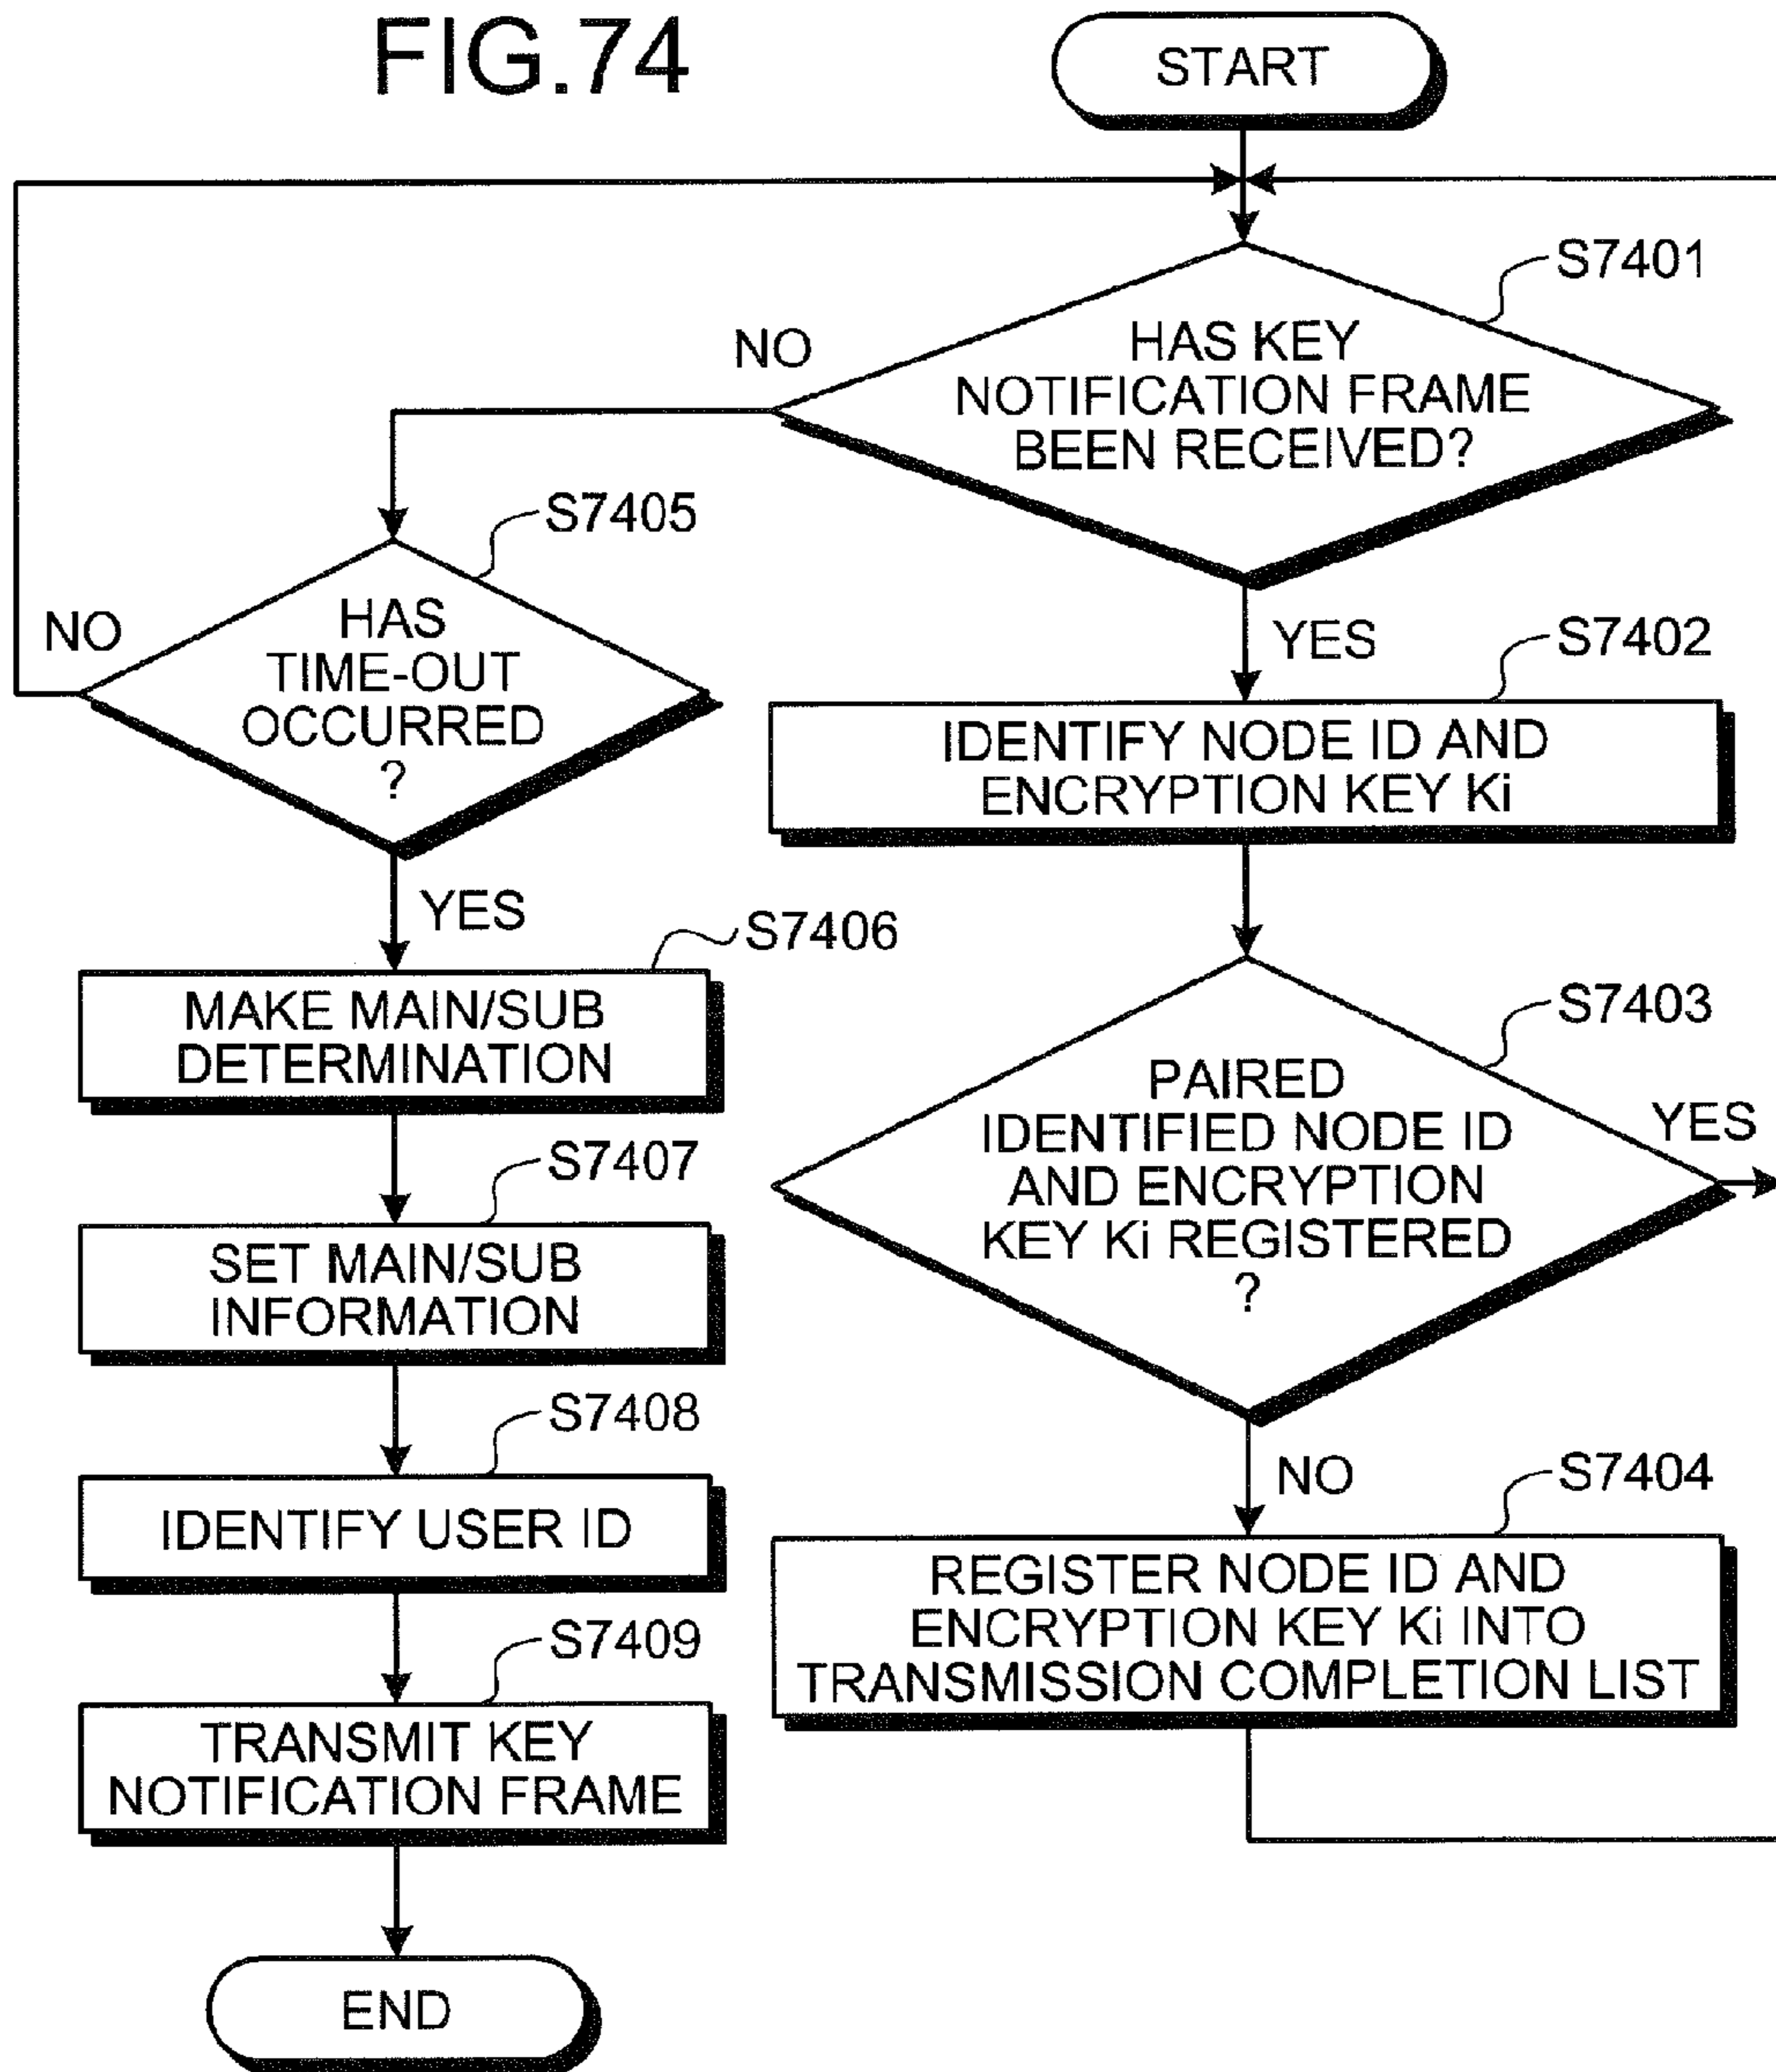 FIG.74
START
S7401
HAS KEY
NOTIFICATION FRAME
BEEN RECEIVED?
NO
YES
S7402
IDENTIFY NODE ID AND
ENCRYPTION KEY Ki
S7403
PAIRED
IDENTIFIED NODE ID
AND ENCRYPTION
KEY Ki REGISTERED
?
YES
NO
S7404
REGISTER NODE ID AND
ENCRYPTION KEY Ki INTO
TRANSMISSION COMPLETION LIST
S7405
HAS
TIME-OUT
OCCURRED
?
NO
YES
S7406
MAKE MAIN/SUB
DETERMINATION
S7407
SET MAIN/SUB
INFORMATION
S7408
IDENTIFY USER ID
S7409
TRANSMIT KEY
NOTIFICATION FRAME
END